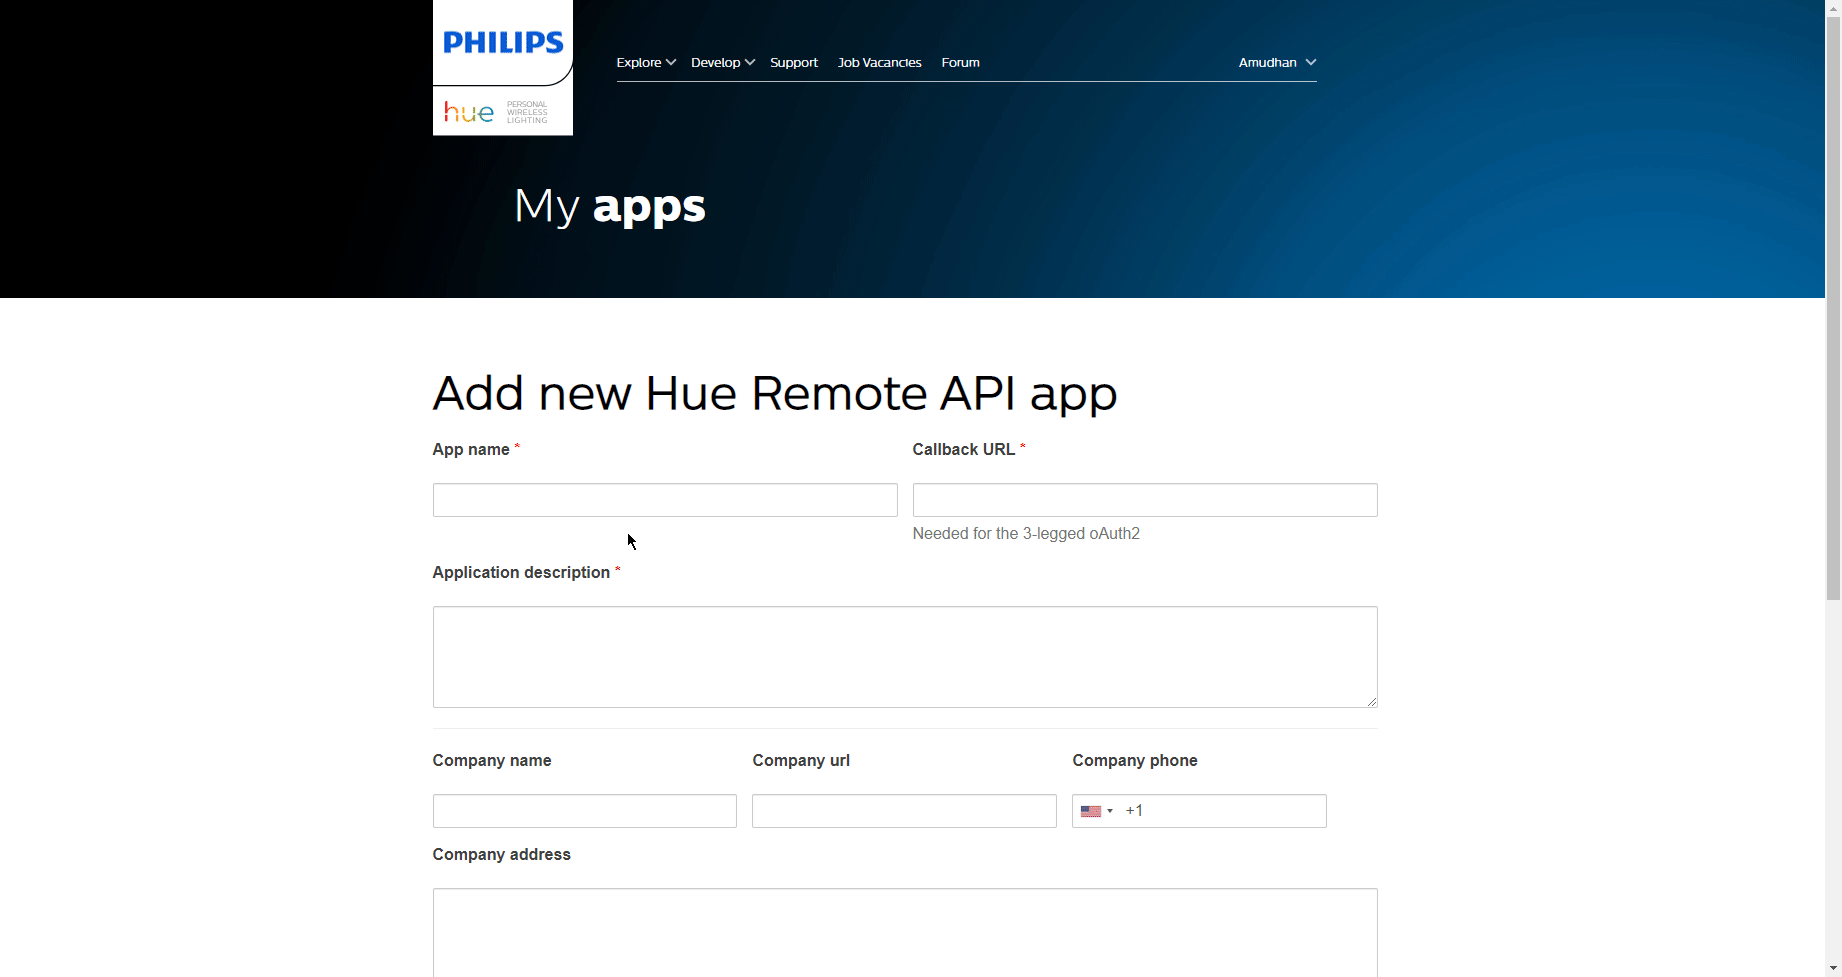 PHILIPS
hue PERSONAL
WIRELESS
LIGHTING
Explore Develop Support Job Vacancies Forum Amudhan
My apps
Add new Hue Remote API app
App name * Callback URL *
Needed for the 3-legged oAuth2
Application description *
Company name Company url Company phone
+1
Company address